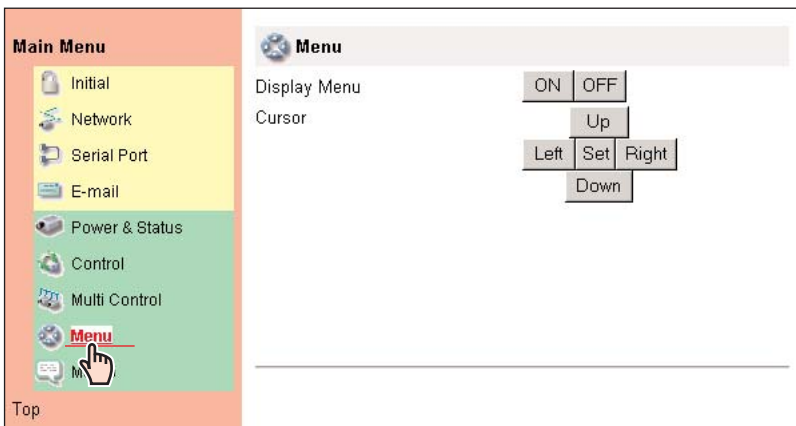 Main Menu
Initial
Network
Serial Port
E-mail
Power & Status
Control
Multi Control
Menu
Top
Menu
Display Menu ON OFF
Cursor Up
Left Set Right
Down